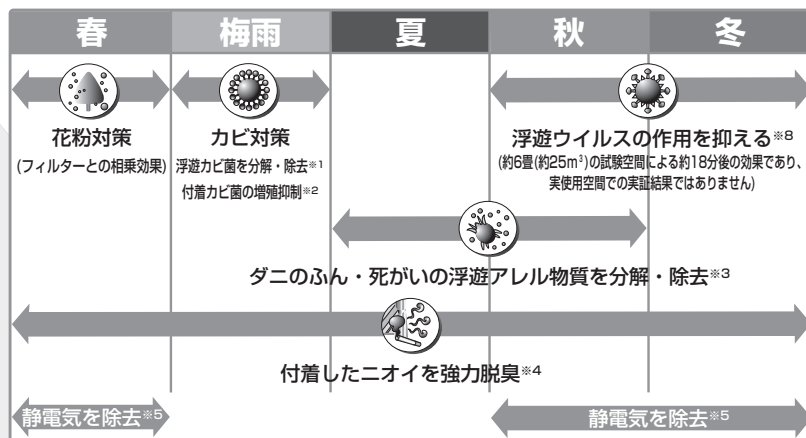 春 梅雨 夏 秋 冬
花粉対策
(フィルターとの相乗効果)
カビ対策
浮遊カビ菌を分解・除去※1
付着カビ菌の増殖抑制※2
浮遊ウイルスの作用を抑える※8
(約6畳(約25m³)の試験空間による約18分後の効果であり、
実使用空間での実証結果ではありません)
ダニのふん・死がいの浮遊アレル物質を分解・除去※3
付着したニオイを強力脱臭※4
静電気を除去※5 静電気を除去※5